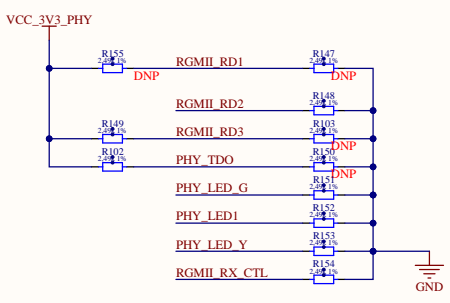 VCC_3V3_PHY
R155
2.49K 1%
DNP
RGMII_RD1
R147
2.49K 1%
DNP
RGMII_RD2
R148
2.49K 1%
R149
2.49K 1%
RGMII_RD3
R103
2.49K 1%
DNP
R102
2.49K 1%
PHY_TDO
R150
2.49K 1%
DNP
PHY_LED_G
R151
2.49K 1%
PHY_LED1
R152
2.49K 1%
PHY_LED_Y
R153
2.49K 1%
RGMII_RX_CTL
R154
2.49K 1%
GND